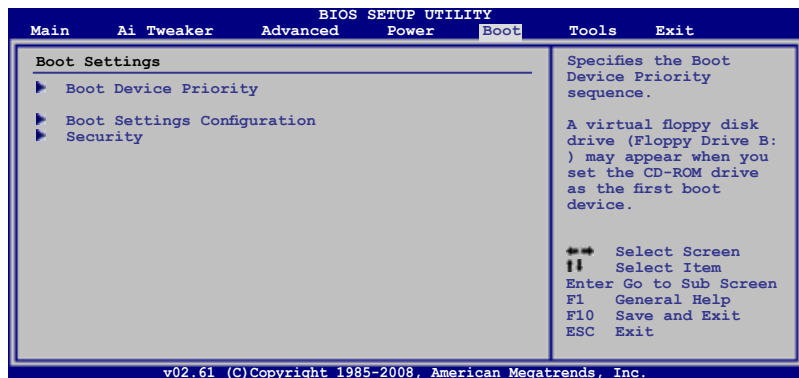 BIOS SETUP UTILITY
Main Ai Tweaker Advanced Power Boot Tools Exit
Boot Settings
Boot Device Priority
Boot Settings Configuration
Security
Specifies the Boot
Device Priority
sequence.
A virtual floppy disk
drive (Floppy Drive B:
) may appear when you
set the CD-ROM drive
as the first boot
device.
Select Screen
Select Item
Enter Go to Sub Screen
F1 General Help
F10 Save and Exit
ESC Exit
v02.61 (C)Copyright 1985-2008, American Megatrends, Inc.